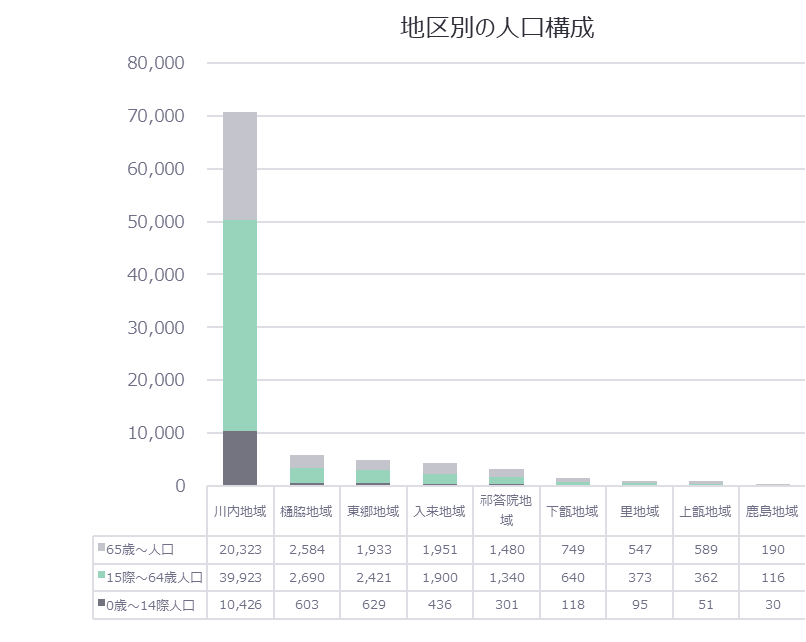 地区別の人口構成
80,000
70,000
60,000
50,000
40,000
30,000
20,000
10,000
0
川内地域 樋脇地域 東郷地域 入来地域 祁答院地域 下甑地域 里地域 上甑地域 鹿島地域
65歳～人口 20,323 2,584 1,933 1,951 1,480 749 547 589 190
15際～64歳人口 39,923 2,690 2,421 1,900 1,340 640 373 362 116
0歳～14際人口 10,426 603 629 436 301 118 95 51 30